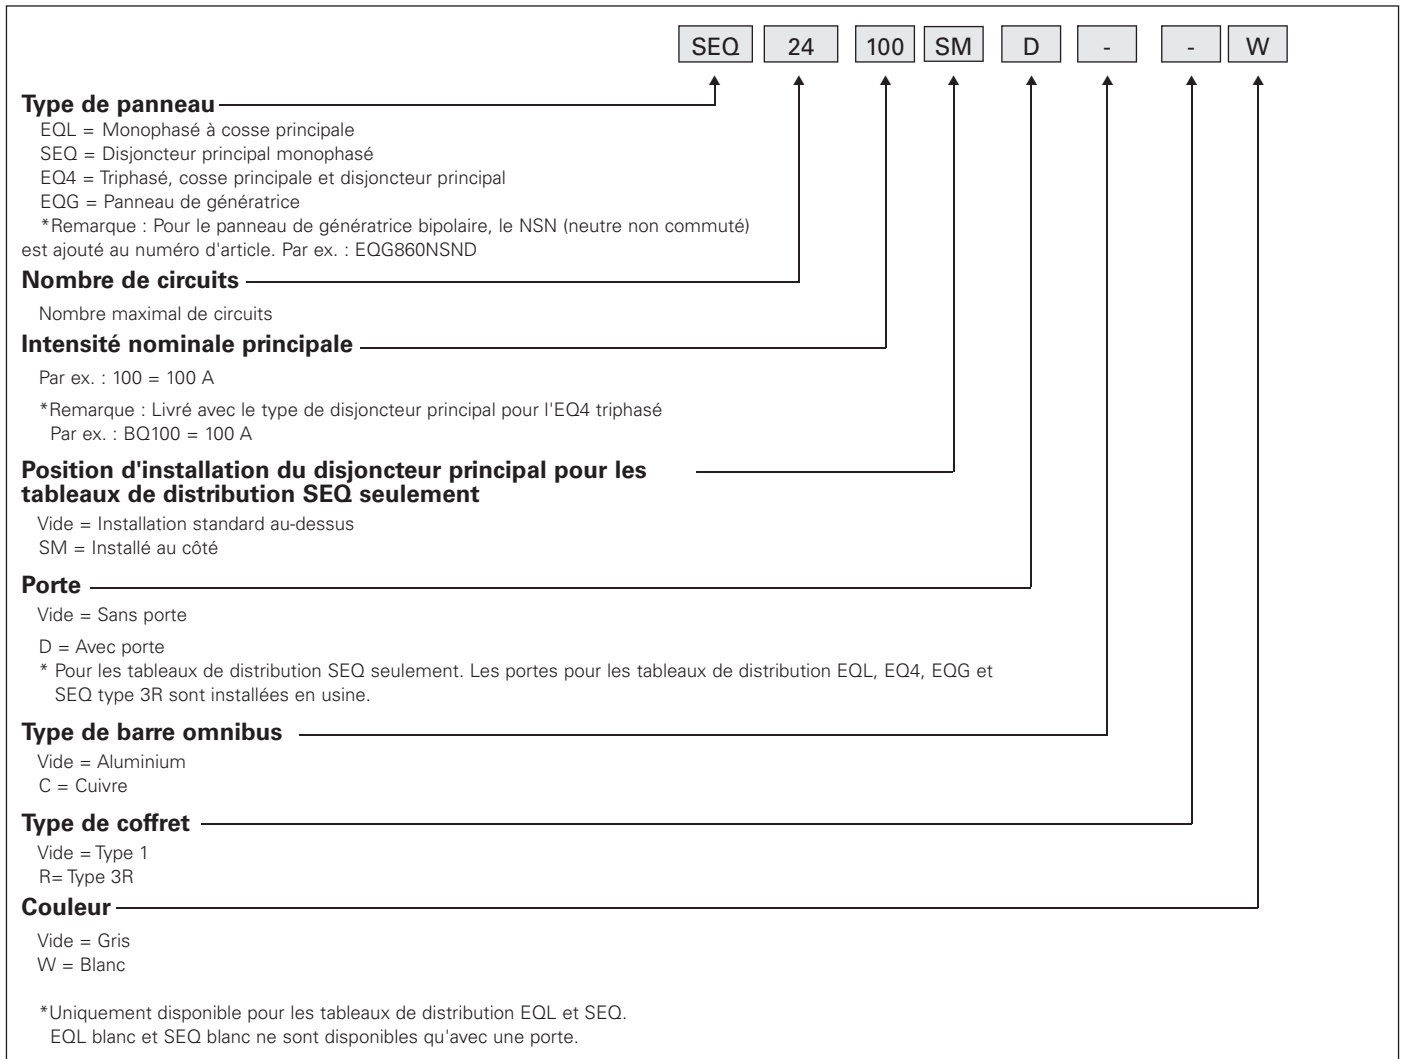 SEQ 24 100 SM D - - W
Type de panneau
EQL = Monophasé à cosse principale
SEQ = Disjoncteur principal monophasé
EQ4 = Triphasé, cosse principale et disjoncteur principal
EQG = Panneau de génératrice
*Remarque : Pour le panneau de génératrice bipolaire, le NSN (neutre non commuté)
est ajouté au numéro d'article. Par ex. : EQG860NSND
Nombre de circuits
Nombre maximal de circuits
Intensité nominale principale
Par ex. : 100 = 100 A
*Remarque : Livré avec le type de disjoncteur principal pour l'EQ4 triphasé
Par ex. : BQ100 = 100 A
Position d'installation du disjoncteur principal pour les
tableaux de distribution SEQ seulement
Vide = Installation standard au-dessus
SM = Installé au côté
Porte
Vide = Sans porte
D = Avec porte
* Pour les tableaux de distribution SEQ seulement. Les portes pour les tableaux de distribution EQL, EQ4, EQG et
SEQ type 3R sont installées en usine.
Type de barre omnibus
Vide = Aluminium
C = Cuivre
Type de coffret
Vide = Type 1
R= Type 3R
Couleur
Vide = Gris
W = Blanc
*Uniquement disponible pour les tableaux de distribution EQL et SEQ.
EQL blanc et SEQ blanc ne sont disponibles qu'avec une porte.